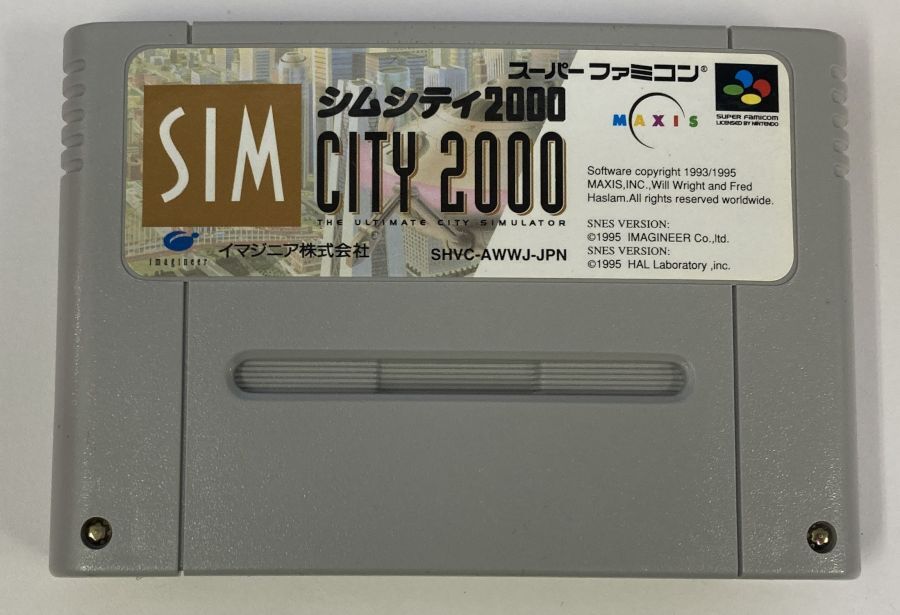 スーパーファミコン®
シムシティ2000
SIM
CITY 2000
THE ULTIMATE CITY SIMULATOR
imagineer
イマジニア株式会社
SHVC-AWWJ-JPN
MAXIS
SUPER FAMICOM
LICENSED BY NINTENDO
Software copyright 1993/1995
MAXIS,INC.,Will Wright and Fred
Haslam.All rights reserved worldwide.
SNES VERSION:
©1995 IMAGINEER Co.,ltd.
SNES VERSION:
©1995 HAL Laboratory ,inc.